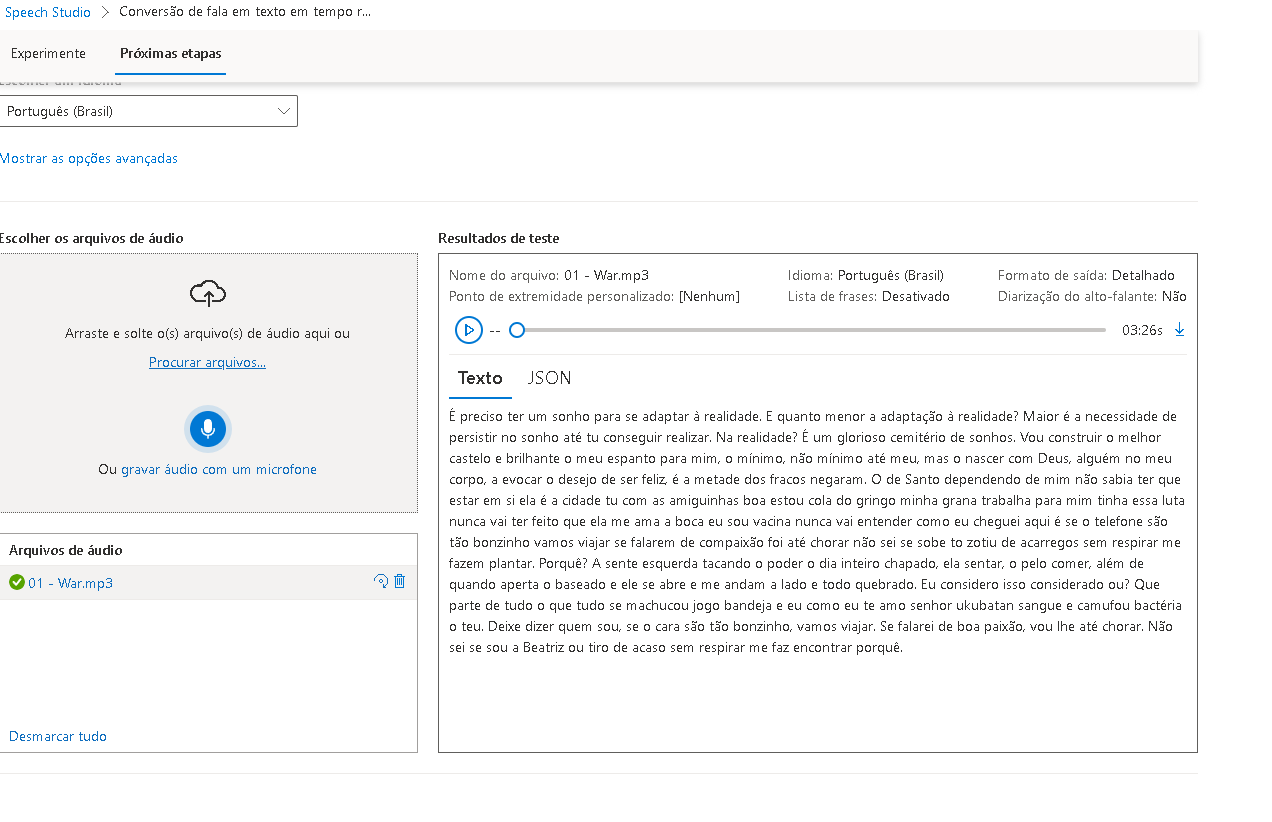 Speech Studio > Conversão de fala em texto em tempo r...
Experimente Próximas etapas
Escolher um idioma
Português (Brasil)
Mostrar as opções avançadas
Escolher os arquivos de áudio
Arraste e solte o(s) arquivo(s) de áudio aqui ou
Procurar arquivos...
Ou gravar áudio com um microfone
Arquivos de áudio
01 - War.mp3
Desmarcar tudo
Resultados de teste
Nome do arquivo: 01 - War.mp3 Idioma: Português (Brasil) Formato de saída: Detalhado
Ponto de extremidade personalizado: [Nenhum] Lista de frases: Desativado Diarização do alto-falante: Não
-- 03:26s
Texto JSON
É preciso ter um sonho para se adaptar à realidade. E quanto menor a adaptação à realidade? Maior é a necessidade de
persistir no sonho até tu conseguir realizar. Na realidade? É um glorioso cemitério de sonhos. Vou construir o melhor
castelo e brilhante o meu espanto para mim, o mínimo, não mínimo até meu, mas o nascer com Deus, alguém no meu
corpo, a evocar o desejo de ser feliz, é a metade dos fracos negaram. O de Santo dependendo de mim não sabia ter que
estar em si ela é a cidade tu com as amiguinhas boa estou cola do gringo minha grana trabalha para mim tinha essa luta
nunca vai ter feito que ela me ama a boca eu sou vacina nunca vai entender como eu cheguei aqui é se o telefone são
tão bonzinho vamos viajar se falarem de compaixão foi até chorar não sei se sobe to zotiu de acarregos sem respirar me
fazem plantar. Porquê? A sente esquerda tacando o poder o dia inteiro chapado, ela sentar, o pelo comer, além de
quando aperta o baseado e ele se abre e me andam a lado e todo quebrado. Eu considero isso considerado ou? Que
parte de tudo o que tudo se machucou jogo bandeja e eu como eu te amo senhor ukubatan sangue e camufou bactéria
o teu. Deixe dizer quem sou, se o cara são tão bonzinho, vamos viajar. Se falarei de boa paixão, vou lhe até chorar. Não
sei se sou a Beatriz ou tiro de acaso sem respirar me faz encontrar porquê.